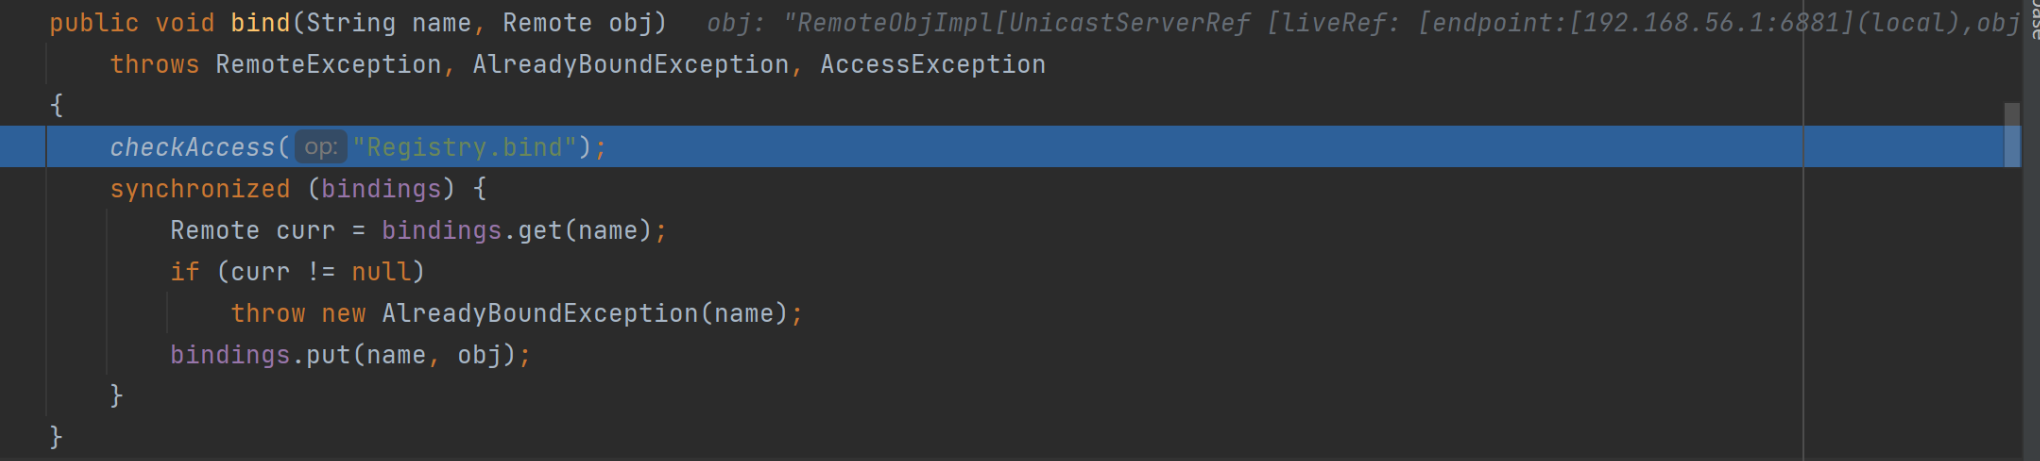 public void bind(String name, Remote obj)   obj: "RemoteObjImpl[UnicastServerRef [liveRef: [endpoint:[192.168.56.1:6881](local),obj
    throws RemoteException, AlreadyBoundException, AccessException
{
    checkAccess( op: "Registry.bind");
    synchronized (bindings) {
        Remote curr = bindings.get(name);
        if (curr != null)
            throw new AlreadyBoundException(name);
        bindings.put(name, obj);
    }
}